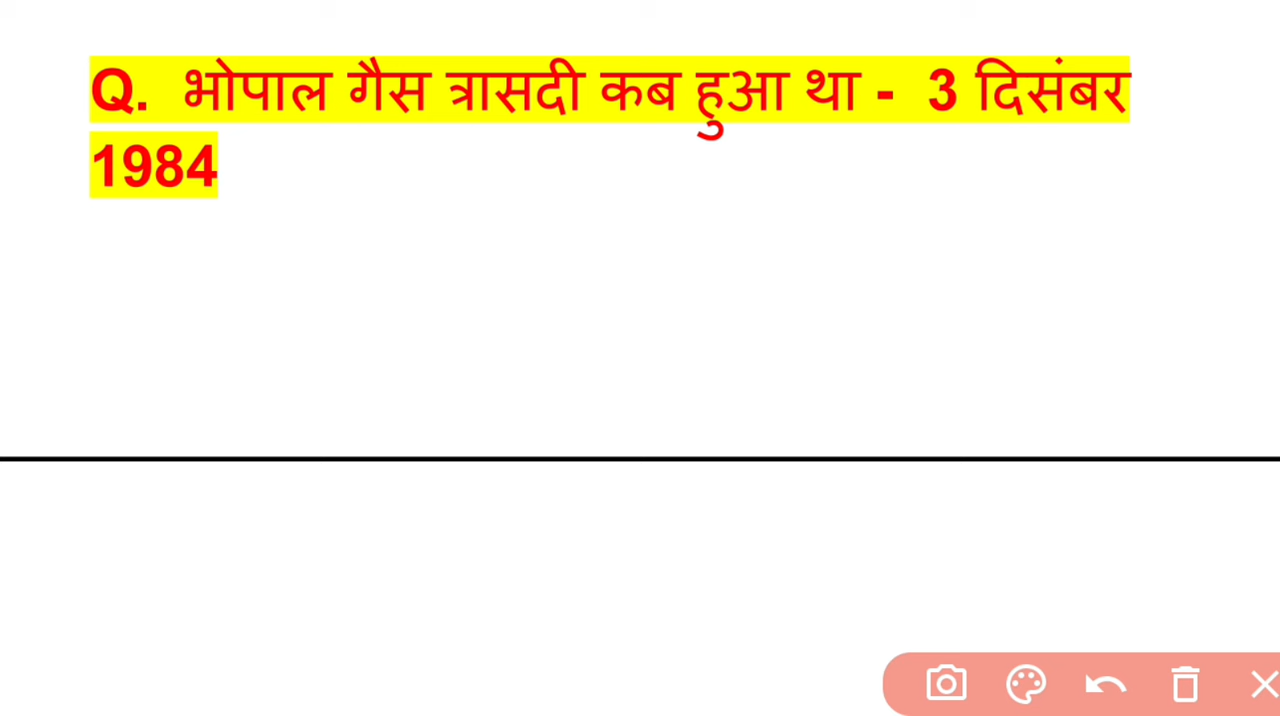 Q. भोपाल गैस त्रासदी कब हुआ था - 3 दिसंबर
1984